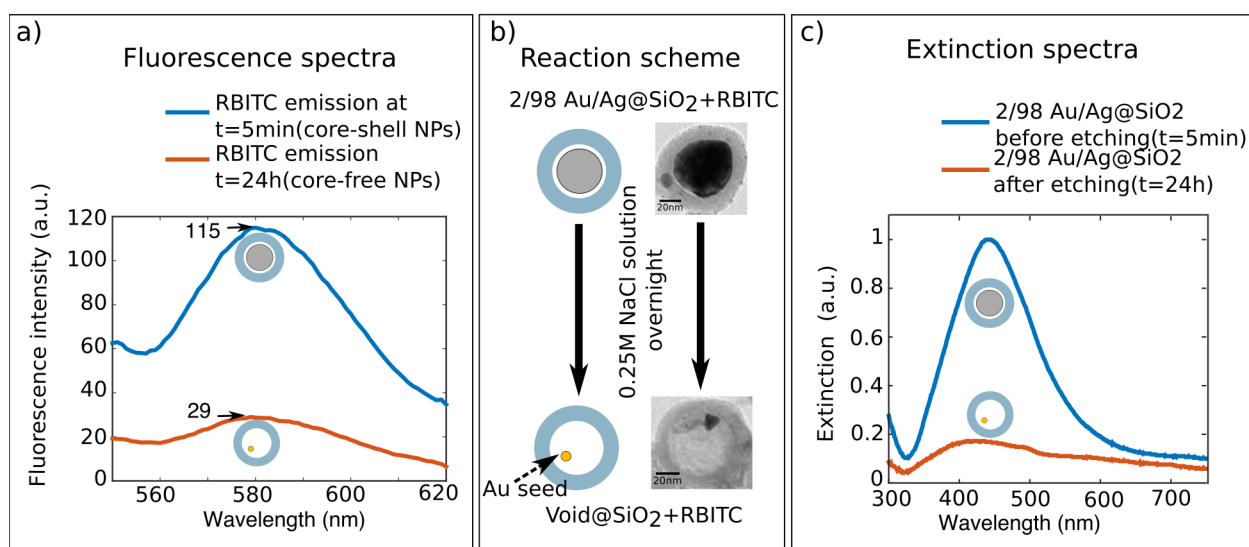 a)
Fluorescence spectra
RBITC emission at
t=5min(core-shell NPs)
RBITC emission
t=24h(core-free NPs)
Fluorescence intensity (a.u.)
120
100
80
60
40
20
0
115
29
560
580
600
620
Wavelength (nm)
b)
Reaction scheme
2/98 Au/Ag@SiO₂+RBITC
20nm
0.25M NaCl solution
overnight
20nm
Au seed
Void@SiO₂+RBITC
c)
Extinction spectra
2/98 Au/Ag@SiO2
before etching(t=5min)
2/98 Au/Ag@SiO2
after etching(t=24h)
Extinction (a.u.)
1
0.8
0.6
0.4
0.2
0
300
400
500
600
700
Wavelength (nm)